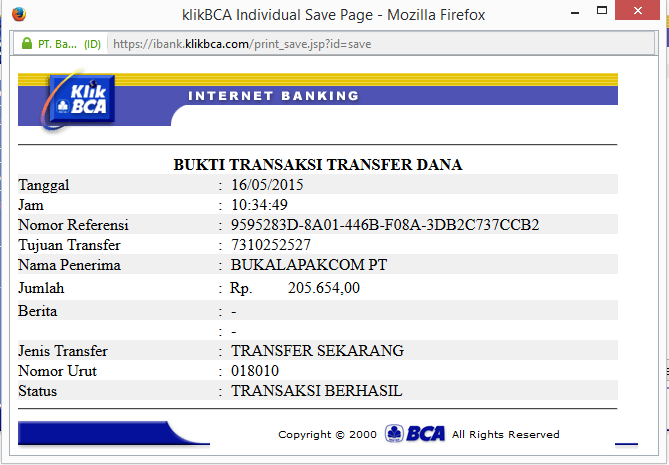 klikBCA Individual Save Page - Mozilla Firefox
PT. Ba... (ID) https://ibank.klikbca.com/print_save.jsp?id=save
Klik BCA
INTERNET BANKING
BUKTI TRANSAKSI TRANSFER DANA
Tanggal : 16/05/2015
Jam : 10:34:49
Nomor Referensi : 9595283D-8A01-446B-F08A-3DB2C737CCB2
Tujuan Transfer : 7310252527
Nama Penerima : BUKALAPAKCOM PT
Jumlah : Rp. 205.654,00
Berita : -
: -
Jenis Transfer : TRANSFER SEKARANG
Nomor Urut : 018010
Status : TRANSAKSI BERHASIL
Copyright © 2000 BCA All Rights Reserved